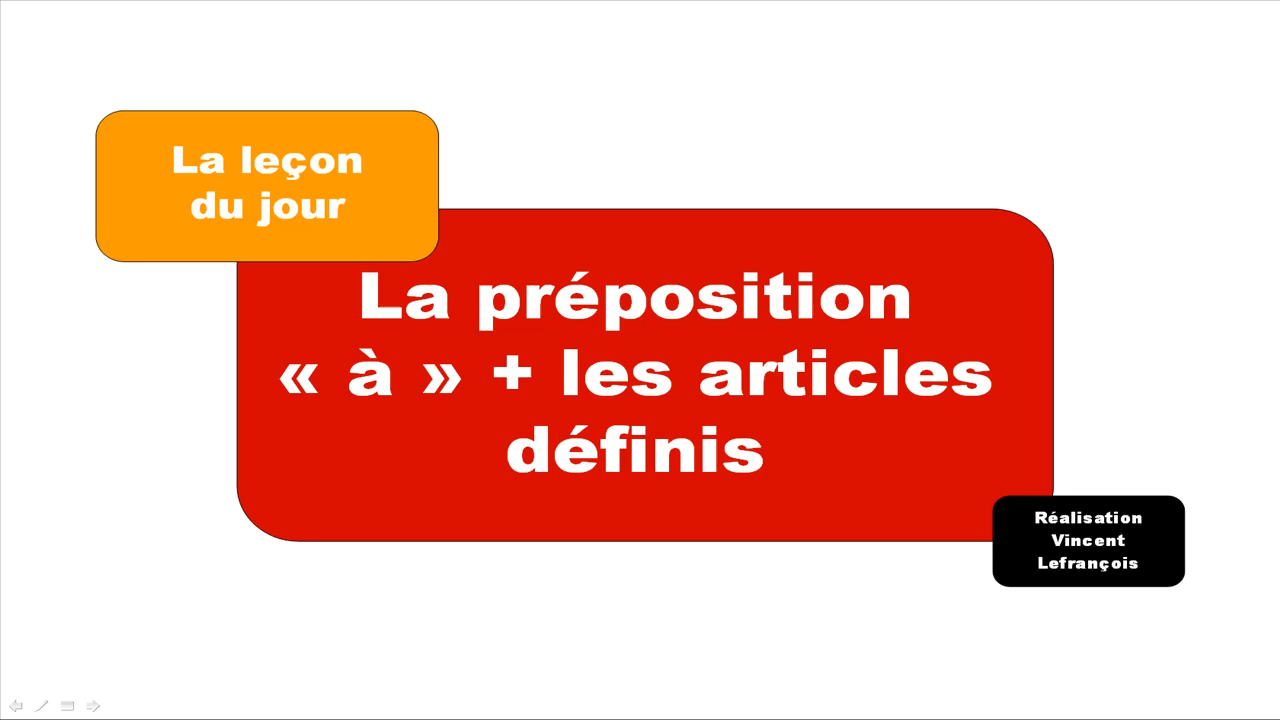 La leçon
du jour
La préposition
« à » + les articles
définis
Réalisation
Vincent
Lefrançois